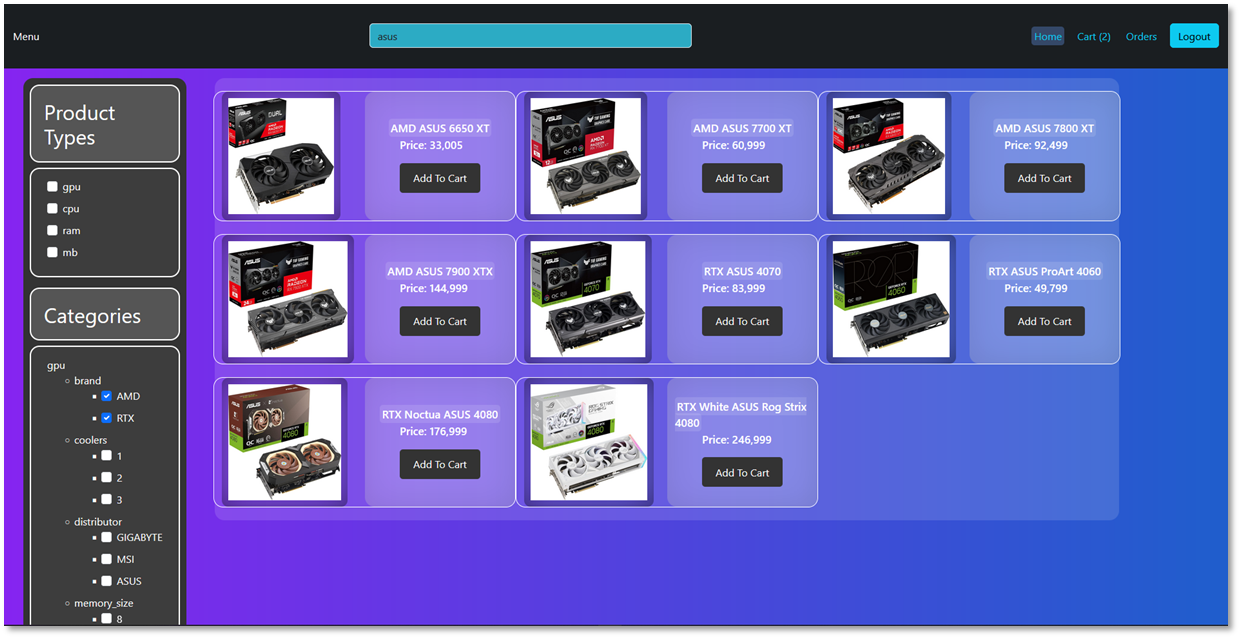 Menu
asus
Home
Cart (2)
Orders
Logout
Product
Types
gpu
cpu
ram
mb
Categories
gpu
brand
AMD
RTX
coolers
1
2
3
distributor
GIGABYTE
MSI
ASUS
memory_size
8
AMD ASUS 6650 XT
Price: 33,005
Add To Cart
AMD ASUS 7700 XT
Price: 60,999
Add To Cart
AMD ASUS 7800 XT
Price: 92,499
Add To Cart
AMD ASUS 7900 XTX
Price: 144,999
Add To Cart
RTX ASUS 4070
Price: 83,999
Add To Cart
RTX ASUS ProArt 4060
Price: 49,799
Add To Cart
RTX Noctua ASUS 4080
Price: 176,999
Add To Cart
RTX White ASUS Rog Strix
4080
Price: 246,999
Add To Cart